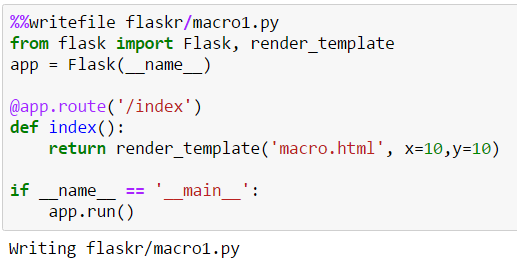 %%writefile flaskr/macro1.py
from flask import Flask, render_template
app = Flask(__name__)
@app.route('/index')
def index():
    return render_template('macro.html', x=10,y=10)
if __name__ == '__main__':
    app.run()
Writing flaskr/macro1.py